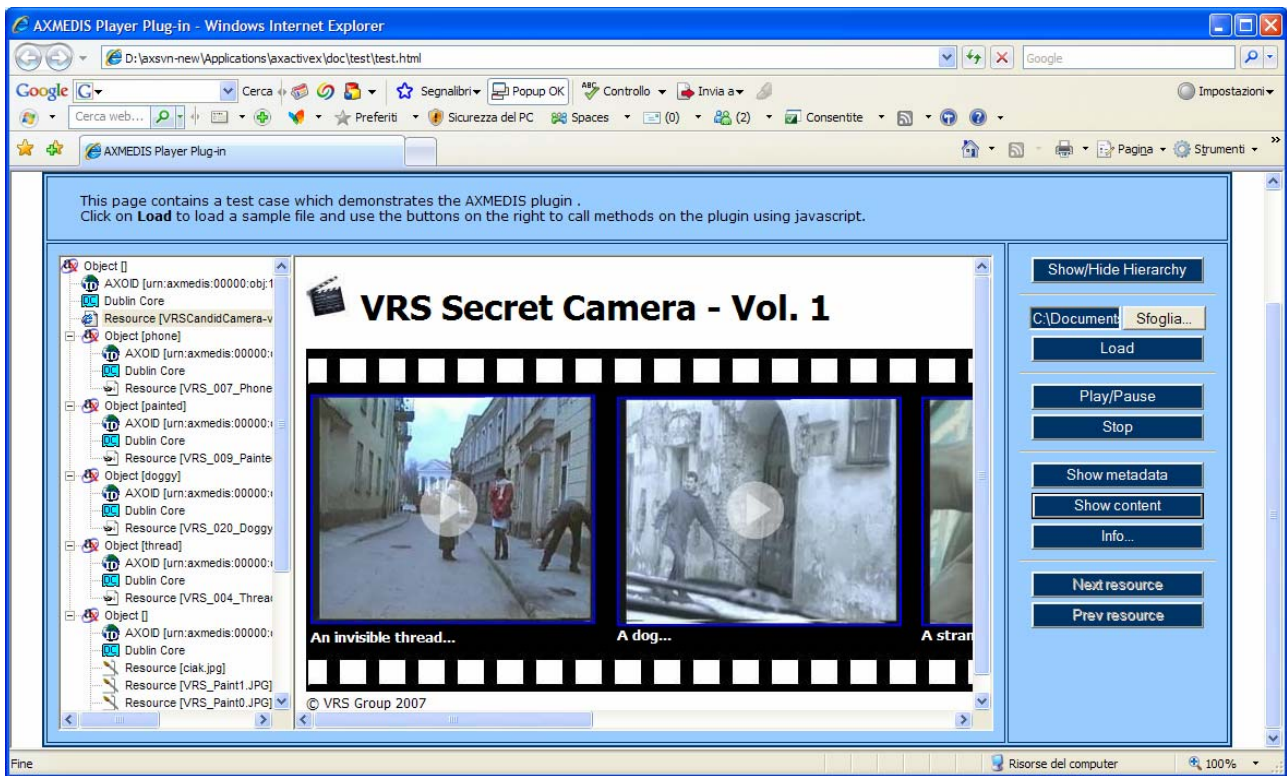 AXMEDIS Player Plug-in - Windows Internet Explorer
D:\axsvn-new\Applications\axactivex\doc\test\test.html
Google
Google G Cerca Segnalibri Popup OK ABC Controllo Invia a Impostazioni
Cerca web... Preferiti Sicurezza del PC Spaces (0) (2) Consentite
AXMEDIS Player Plug-in
Pagina Strumenti »
This page contains a test case which demonstrates the AXMEDIS plugin .
Click on Load to load a sample file and use the buttons on the right to call methods on the plugin using javascript.
Object []
AXOID [urn:axmedis:00000:obj:1
Dublin Core
Resource [VRSCandidCamera-v
Object [phone]
AXOID [urn:axmedis:00000:
Dublin Core
Resource [VRS_007_Phone
Object [painted]
AXOID [urn:axmedis:00000:
Dublin Core
Resource [VRS_009_Painte
Object [doggy]
AXOID [urn:axmedis:00000:
Dublin Core
Resource [VRS_020_Doggy
Object [thread]
AXOID [urn:axmedis:00000:
Dublin Core
Resource [VRS_004_Threa
Object []
AXOID [urn:axmedis:00000:
Dublin Core
Resource [ciak.jpg]
Resource [VRS_Paint1.JPG]
Resource [VRS_Paint0.JPG]
VRS Secret Camera - Vol. 1
An invisible thread...
A dog...
A stran
© VRS Group 2007
Show/Hide Hierarchy
C:\Document Sfoglia...
Load
Play/Pause
Stop
Show metadata
Show content
Info...
Next resource
Prev resource
Fine
Risorse del computer
100%